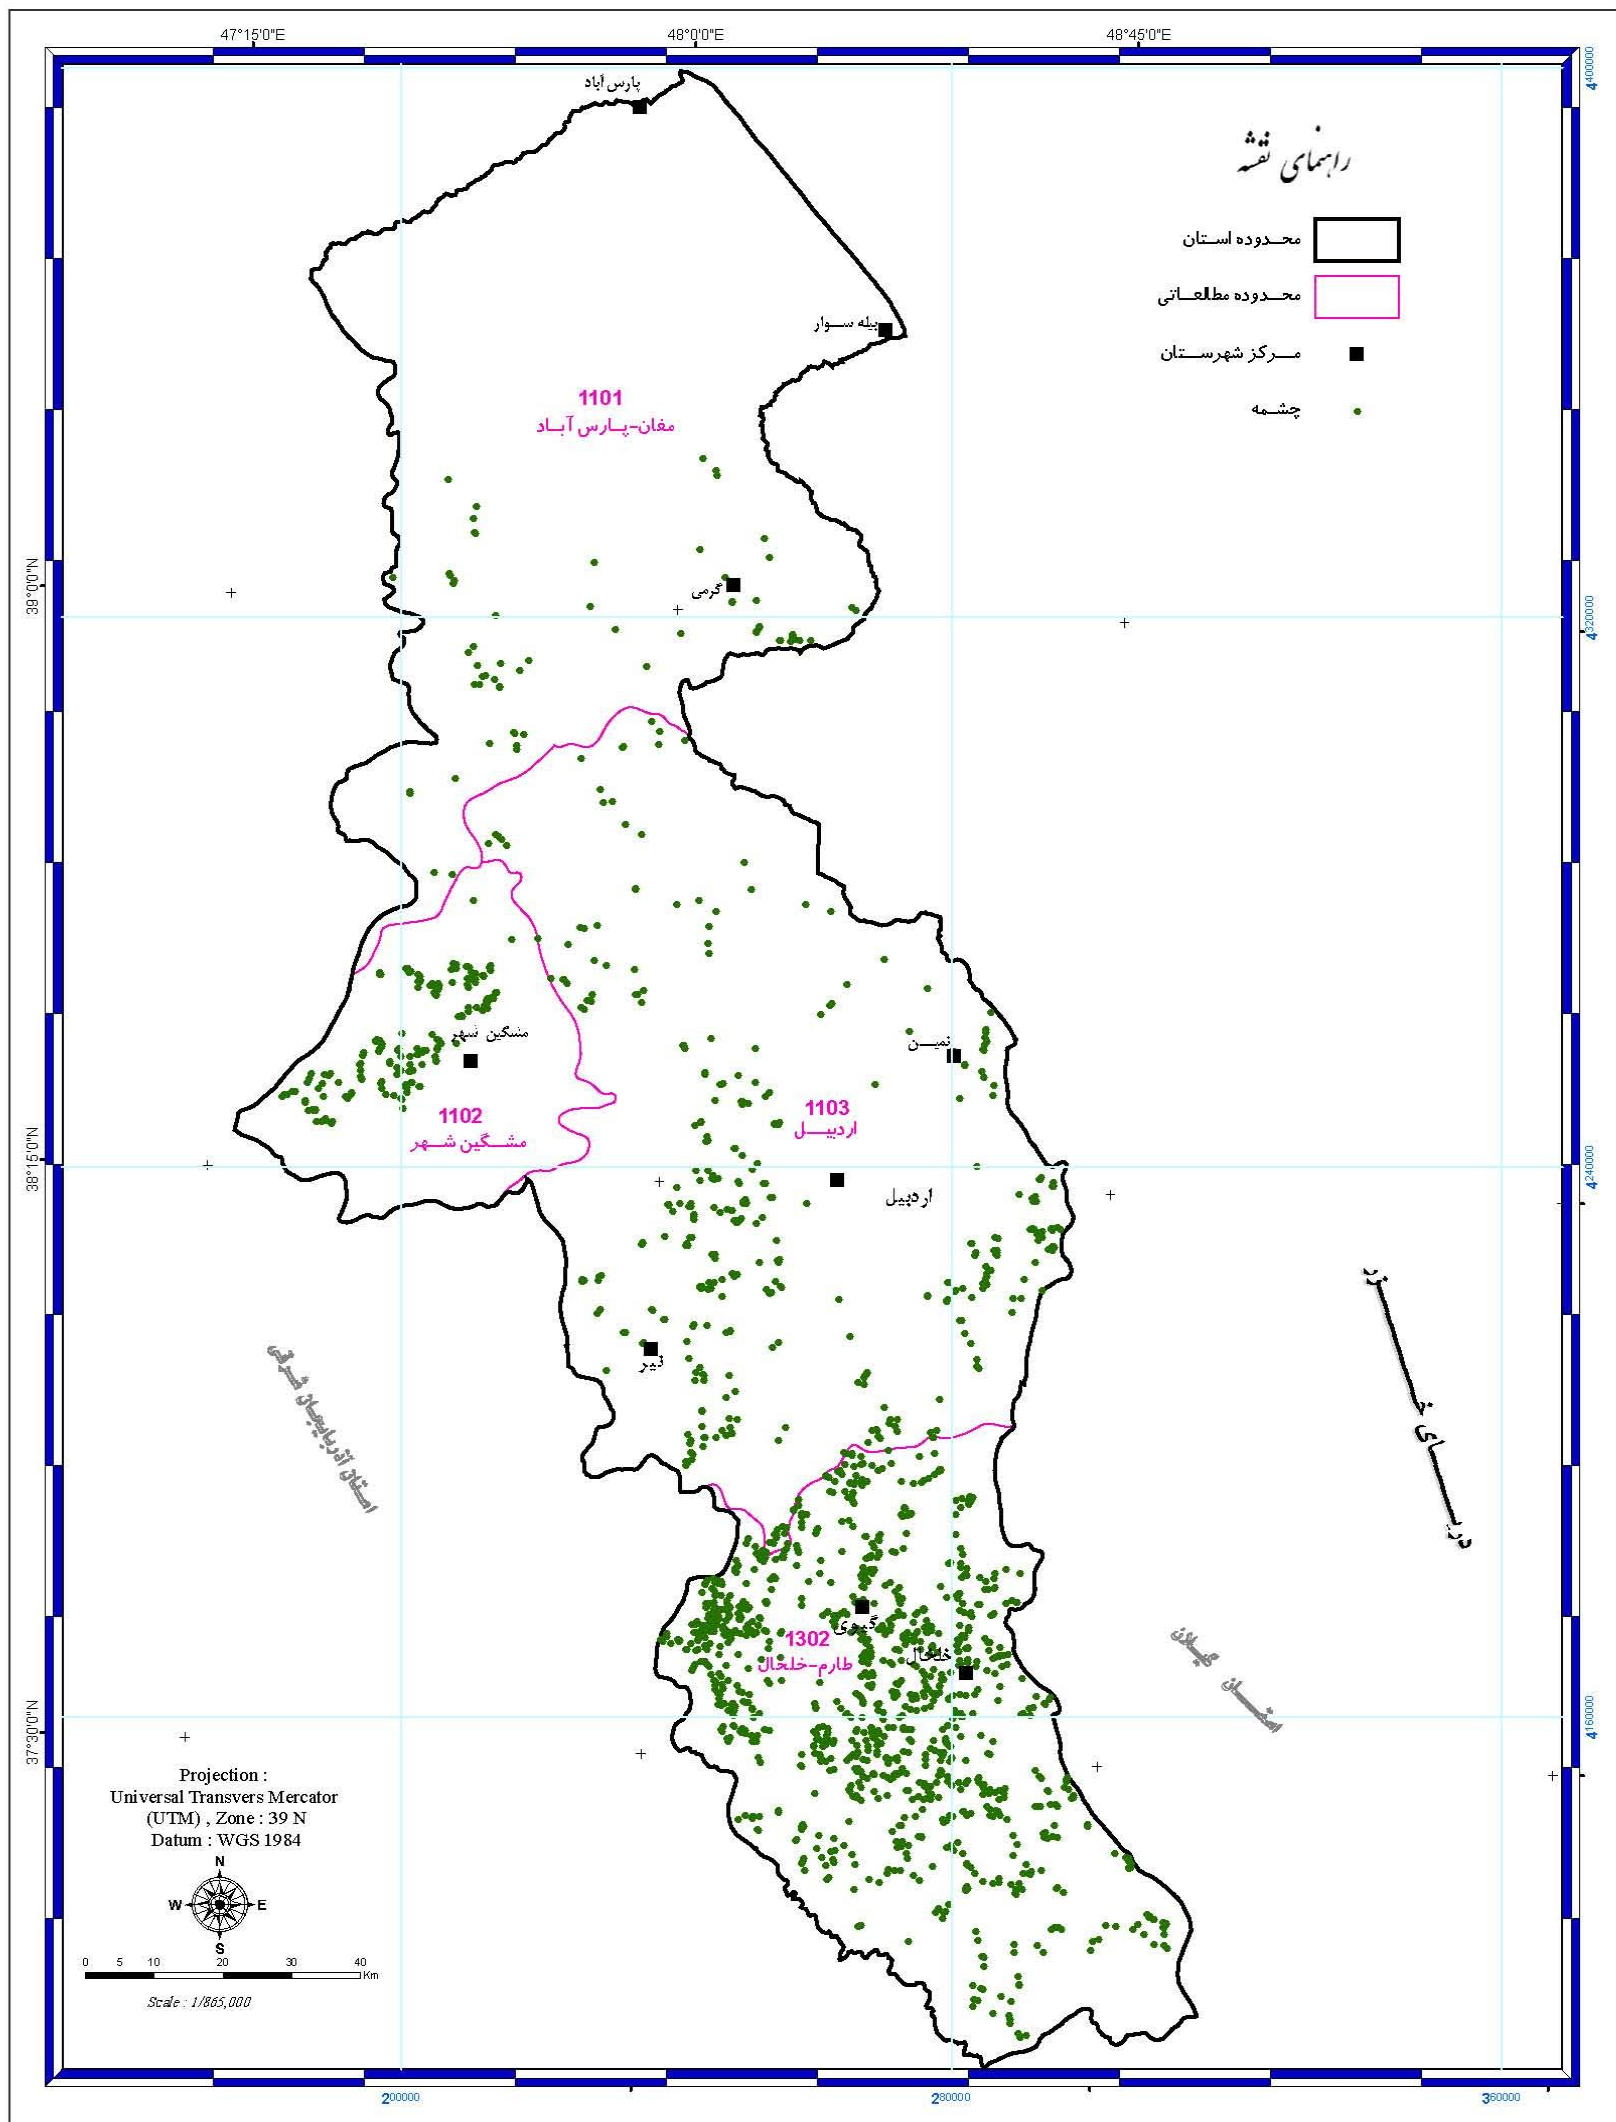 47°15'0"E
48°0'0"E
48°45'0"E
4400000
پارس آباد
راهنمای نقشه
محدوده استان
محدوده مطالعاتی
مرکز شهرستان
چشمه
بیله سوار
1101
مغان-پارس آباد
39°0'0"N
گرمی
4320000
مشگین شهر
نمین
1102
مشگین شهر
1103
اردبیل
38°15'0"N
4240000
اردبیل
نیر
استان آذربایجان شرقی
دریای خزر
گیوی
1302
طارم-خلخال
خلخال
استان گیلان
37°30'0"N
4160000
Projection :
Universal Transvers Mercator
(UTM) , Zone : 39 N
Datum : WGS 1984
N
W E
S
0 5 10 20 30 40
Km
Scale : 1/865,000
200000
280000
360000